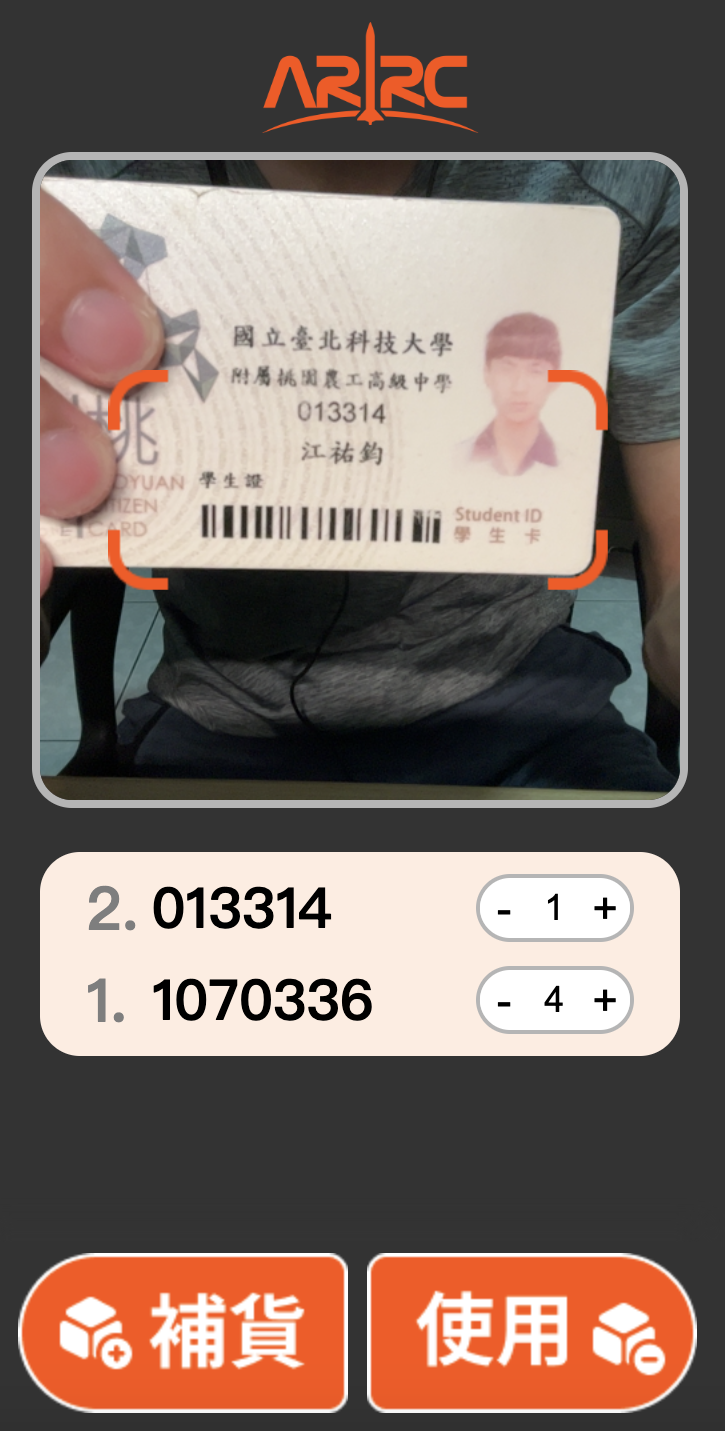 ARRC
國立臺北科技大學
附屬桃園農工高級中學
013314
江祐鈞
桃
OYUAN
TIZEN
E CARD
學生證
Student ID
學生卡
2. 013314 - 1 +
1. 1070336 - 4 +
補貨
使用